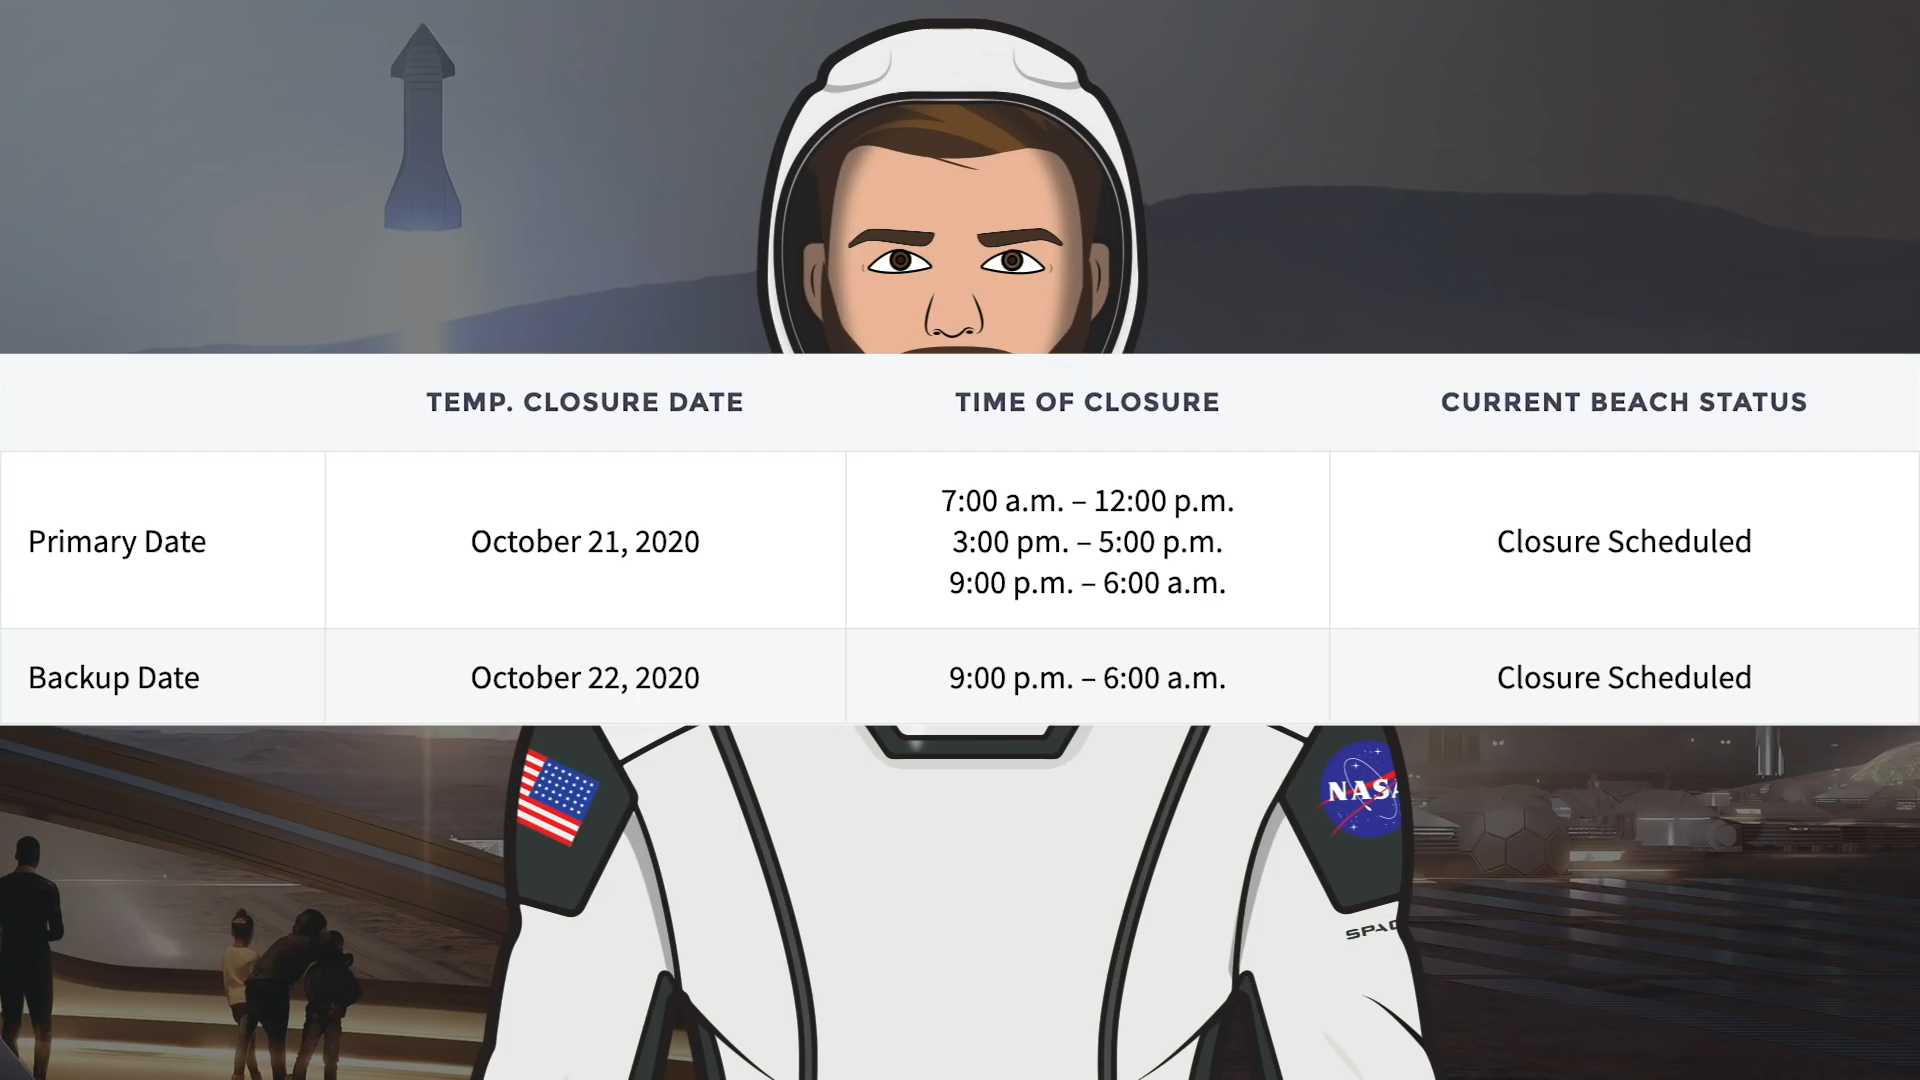 TEMP. CLOSURE DATE TIME OF CLOSURE CURRENT BEACH STATUS
Primary Date October 21, 2020 7:00 a.m. – 12:00 p.m. Closure Scheduled
3:00 pm. – 5:00 p.m.
9:00 p.m. – 6:00 a.m.
Backup Date October 22, 2020 9:00 p.m. – 6:00 a.m. Closure Scheduled
NASA
SPAC